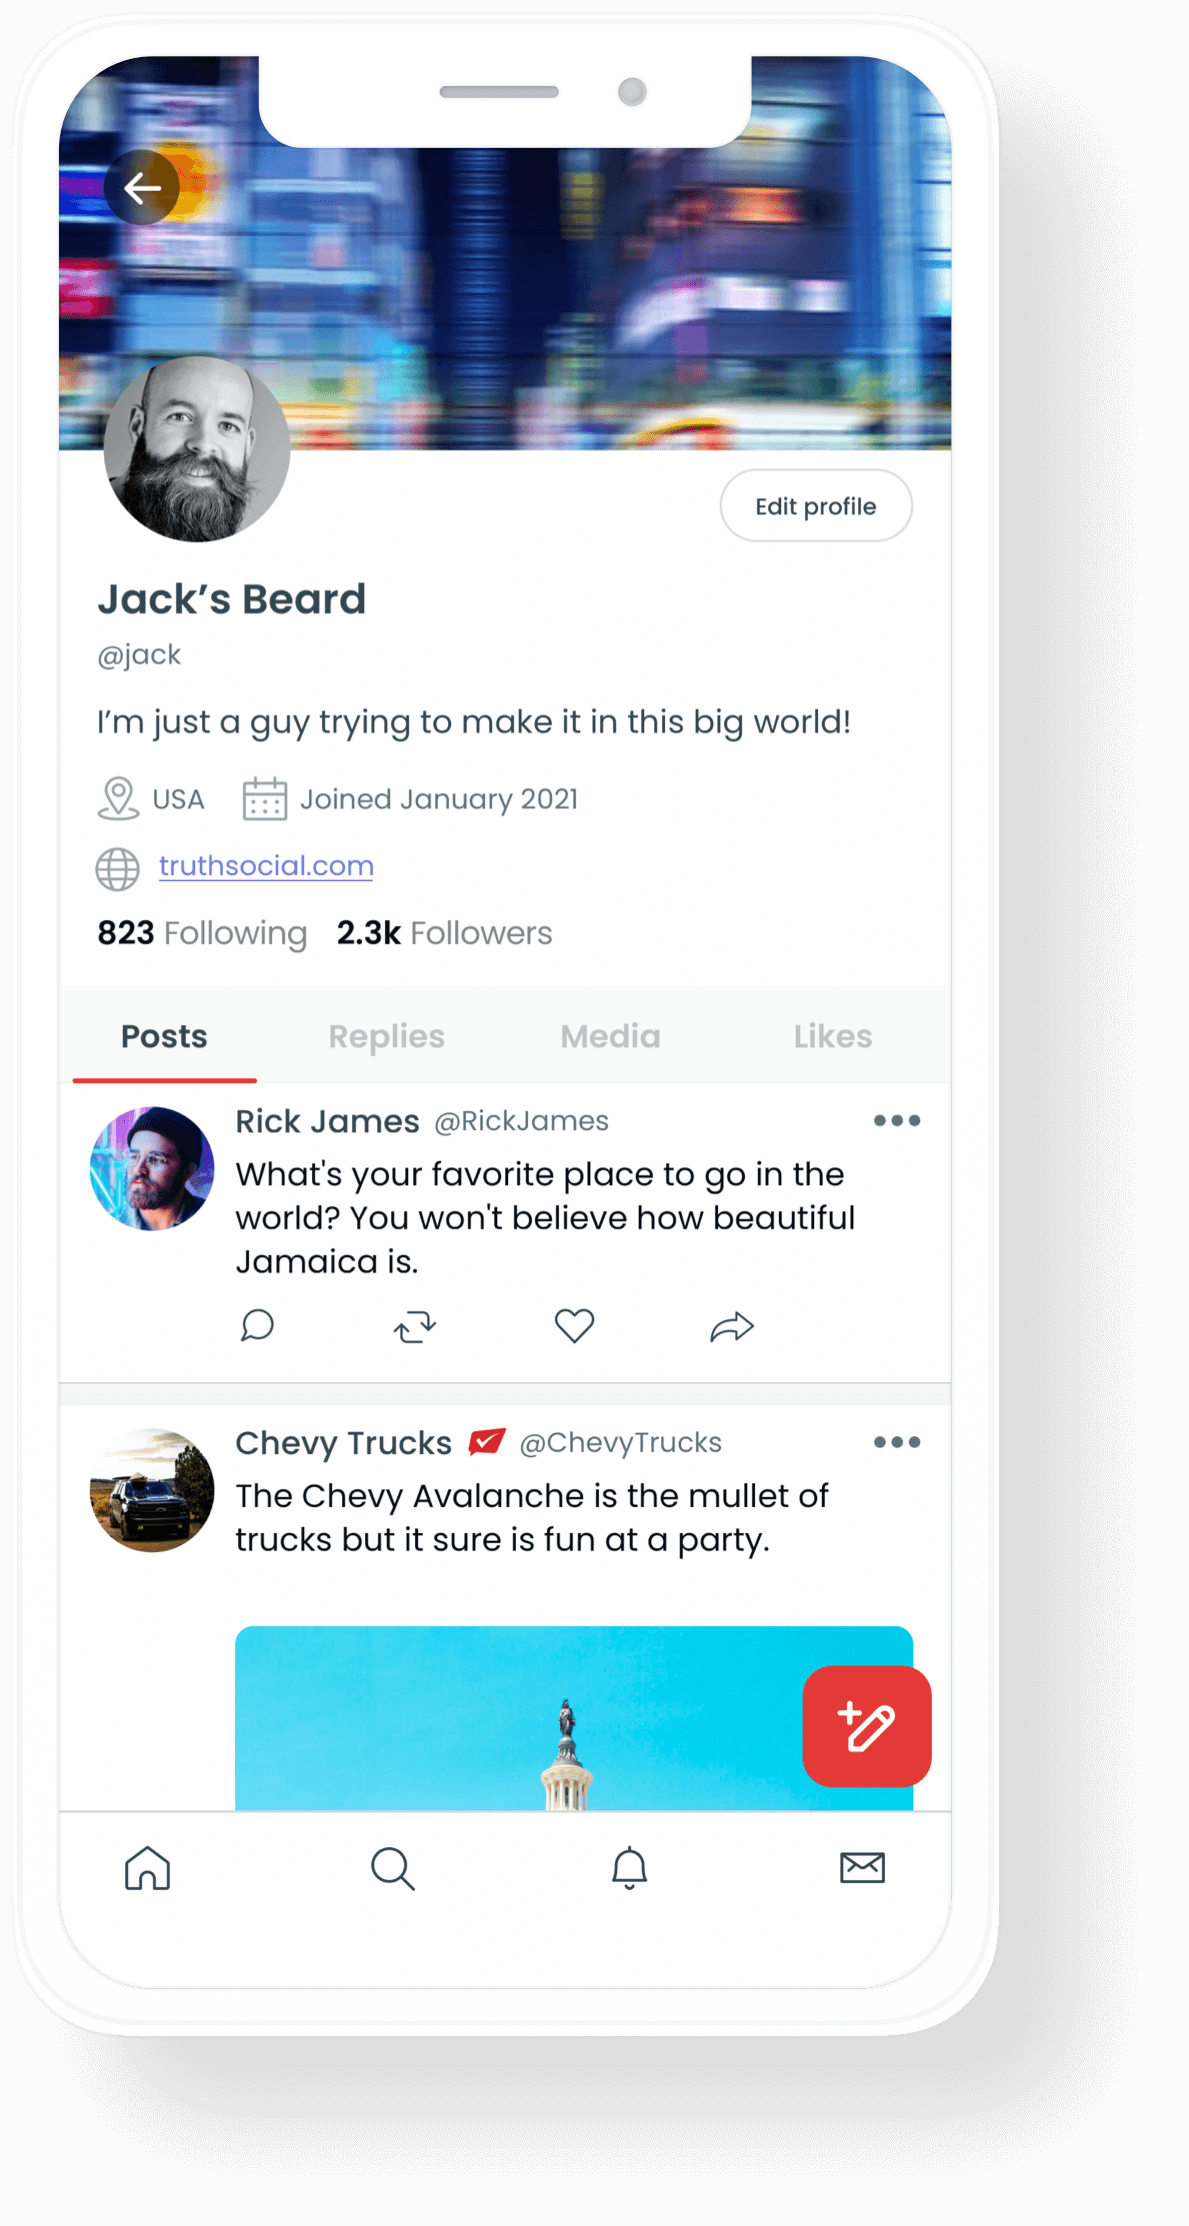 Edit profile
Jack’s Beard
@jack
I’m just a guy trying to make it in this big world!
USA Joined January 2021
truthsocial.com
823 Following 2.3k Followers
Posts Replies Media Likes
Rick James @RickJames
What's your favorite place to go in the
world? You won't believe how beautiful
Jamaica is.
Chevy Trucks @ChevyTrucks
The Chevy Avalanche is the mullet of
trucks but it sure is fun at a party.